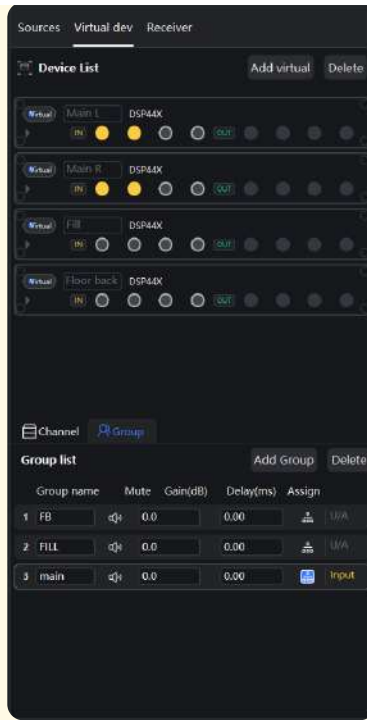 Sources Virtual dev Receiver
Device List Add virtual Delete
Virtual Main L DSP44X
IN OUT
Virtual Main R DSP44X
IN OUT
Virtual Fill DSP44X
IN OUT
Virtual Floor back DSP44X
IN OUT
Channel Group
Group list Add Group Delete
Group name Mute Gain(dB) Delay(ms) Assign
1 FB 0.0 0.00 U/A
2 FILL 0.0 0.00 U/A
3 main 0.0 0.00 Input